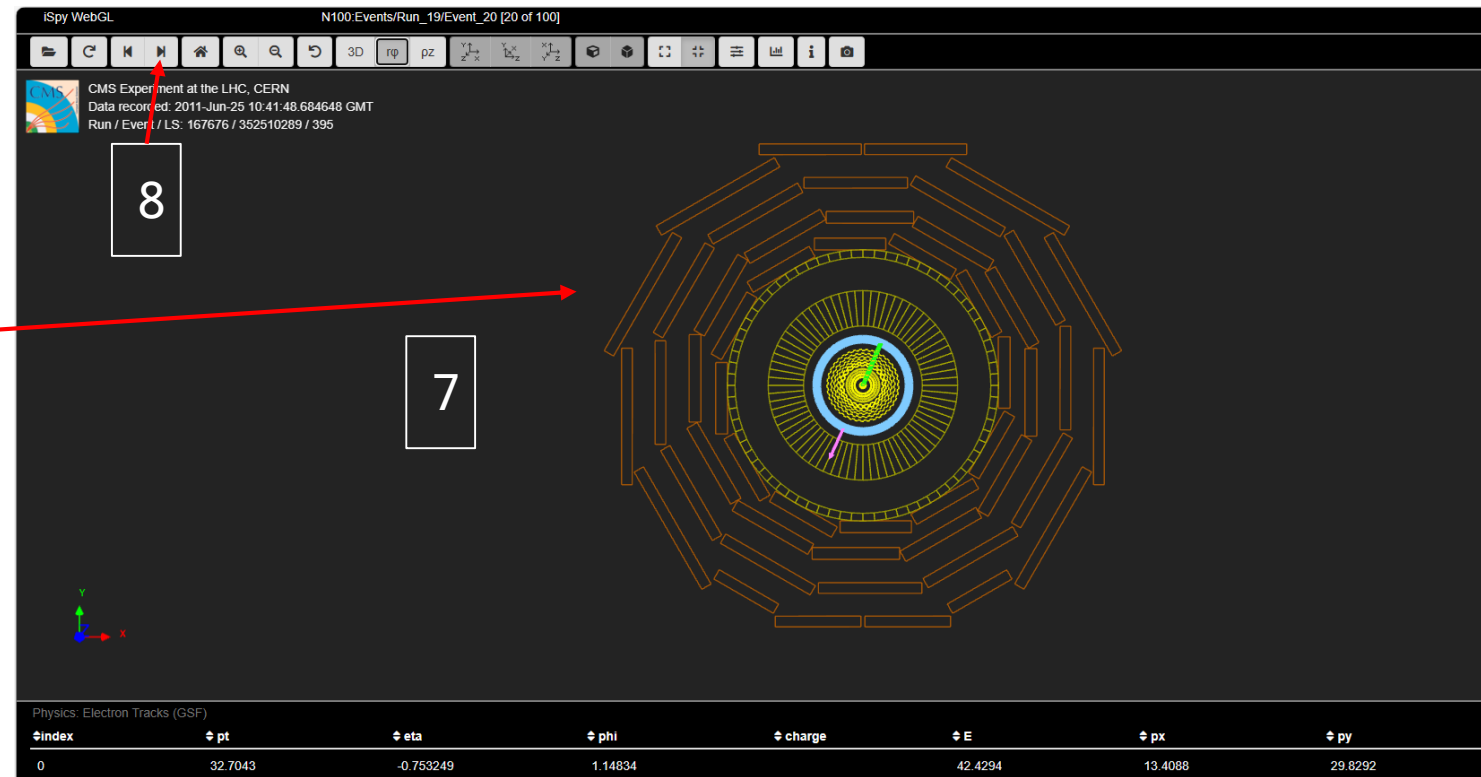 iSpy WebGL N100:Events/Run_19/Event_20 [20 of 100]
3D rφ ρz
CMS
CMS Experiment at the LHC, CERN
Data recorded: 2011-Jun-25 10:41:48.684648 GMT
Run / Event / LS: 167676 / 352510289 / 395
8
7
Y
Z X
Physics: Electron Tracks (GSF)
index pt eta phi charge E px py
0 32.7043 -0.753249 1.14834 42.4294 13.4088 29.8292